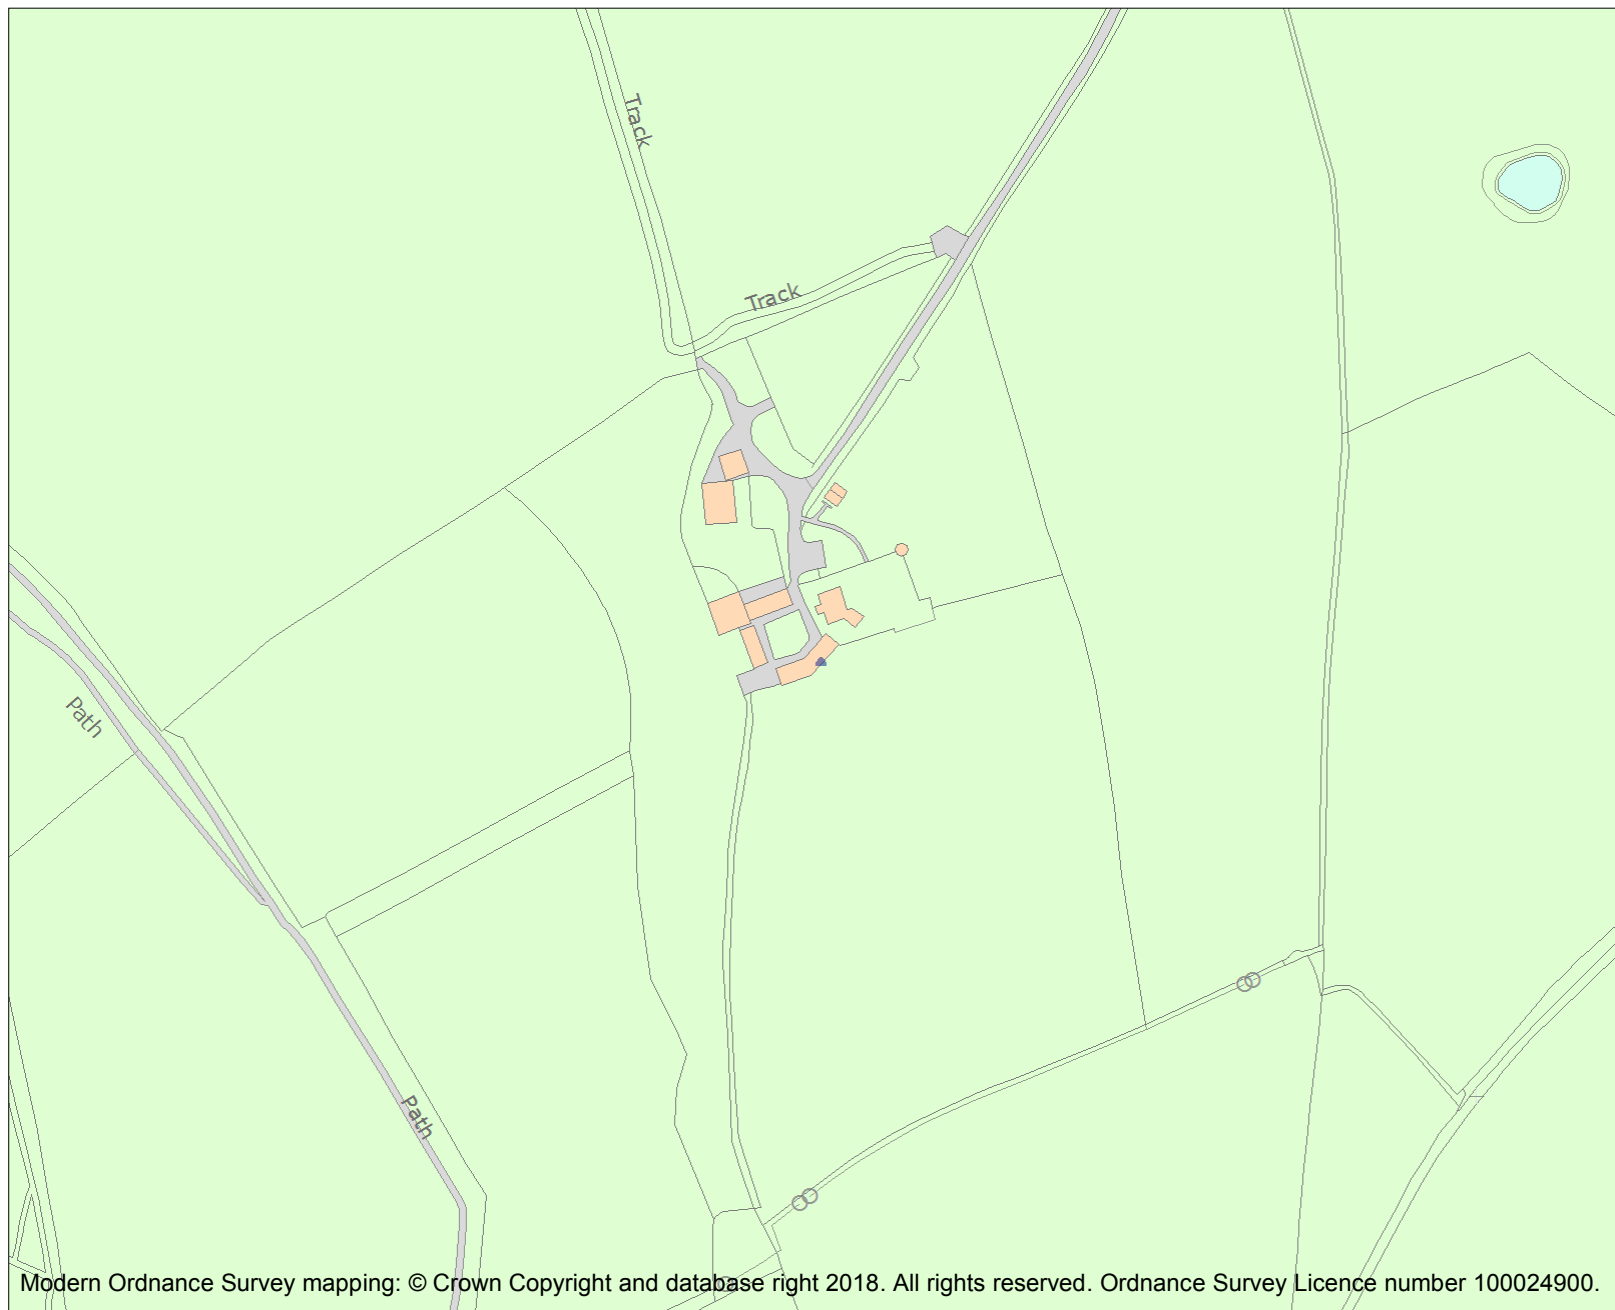 Track
Track
Path
Path
Modern Ordnance Survey mapping: © Crown Copyright and database right 2018. All rights reserved. Ordnance Survey Licence number 100024900.